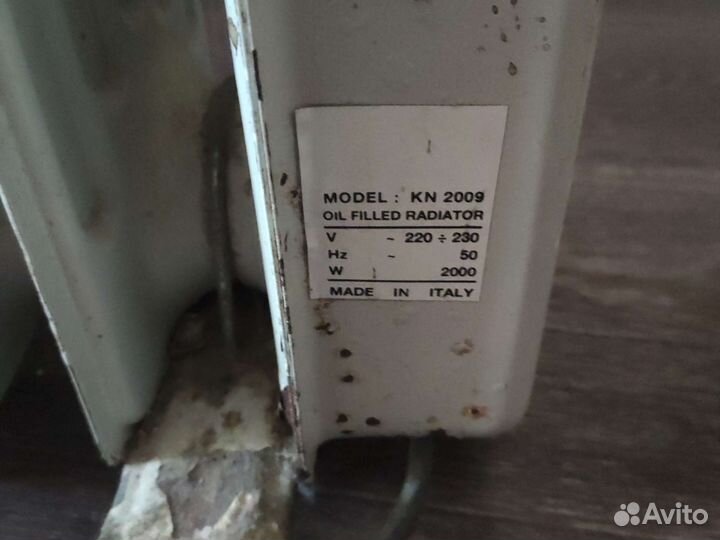 MODEL : KN 2009
OIL FILLED RADIATOR
V ~ 220 ÷ 230
Hz ~ 50
W 2000
MADE IN ITALY
Avito